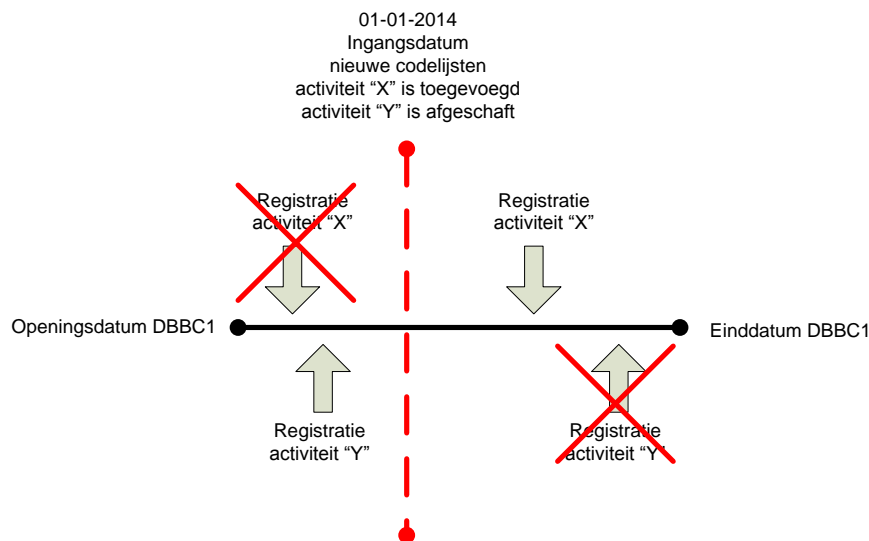 01-01-2014
Ingangsdatum
nieuwe codelijsten
activiteit “X” is toegevoegd
activiteit “Y” is afgeschaft
Registratie
activiteit “X”
Registratie
activiteit “X”
Openingsdatum DBBC1
Einddatum DBBC1
Registratie
activiteit “Y”
Registratie
activiteit “Y”